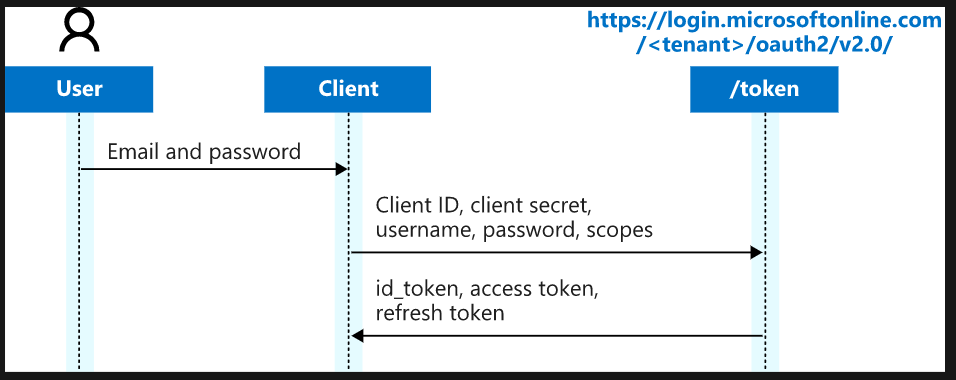 https://login.microsoftonline.com
/<tenant>/oauth2/v2.0/
User
Client
/token
Email and password
Client ID, client secret,
username, password, scopes
id_token, access token,
refresh token